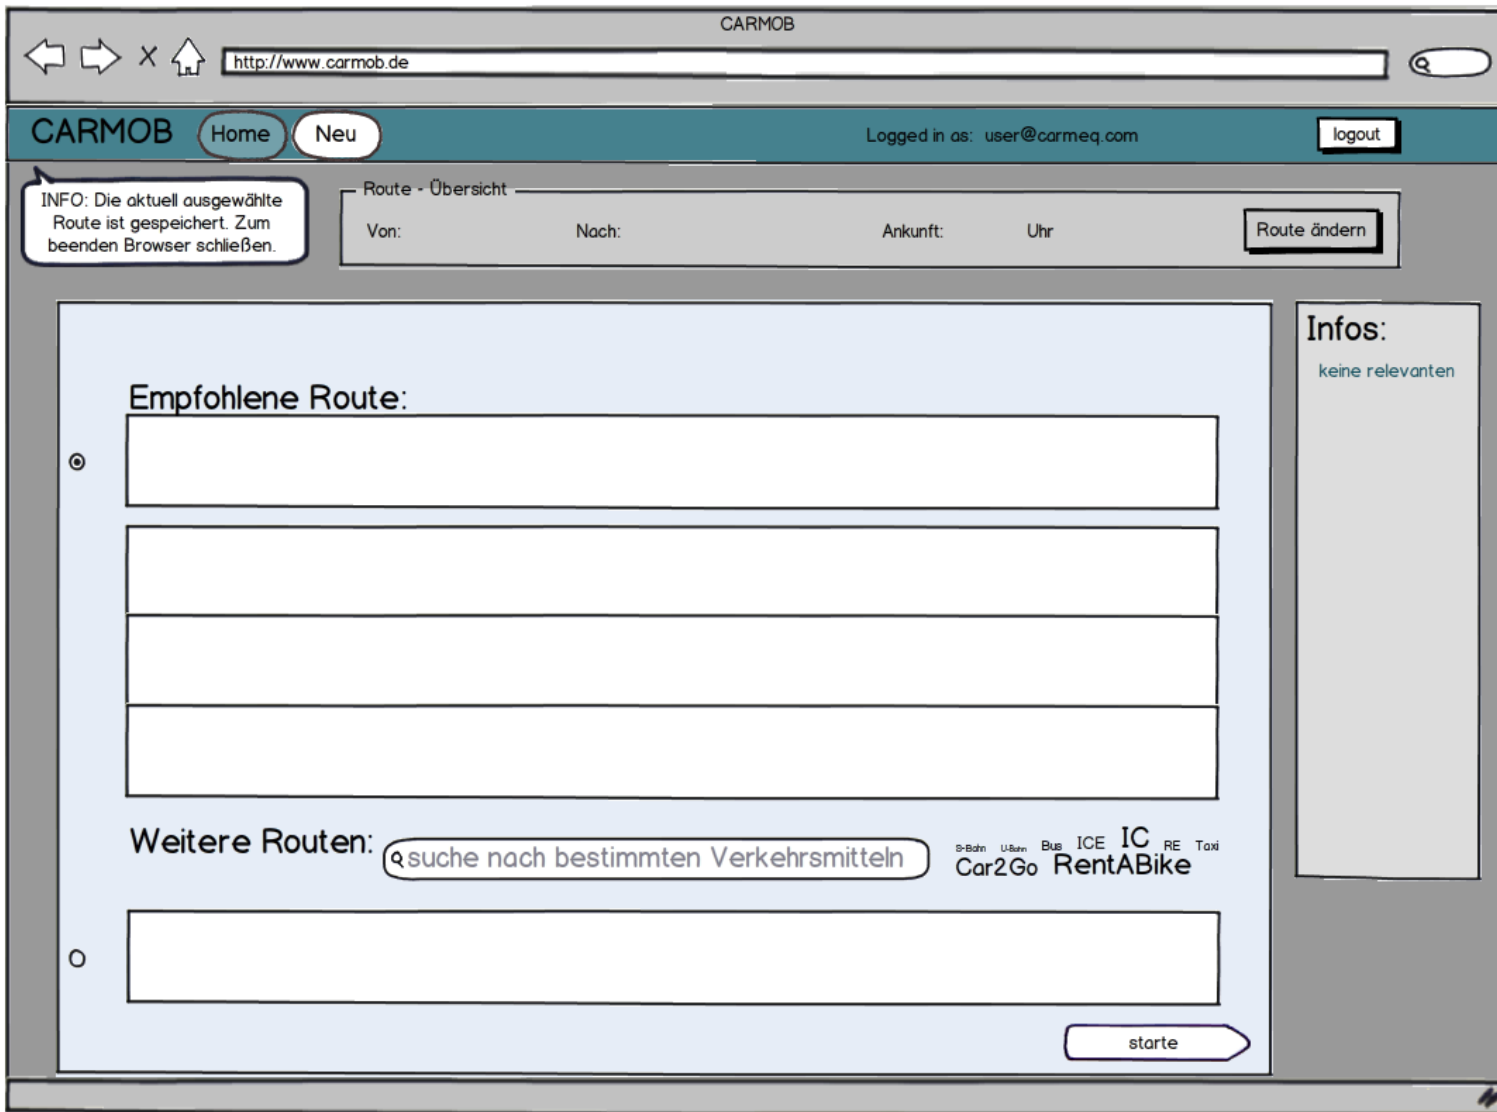 CARMOB
http://www.carmob.de
CARMOB Home Neu Logged in as: user@carmeq.com logout
INFO: Die aktuell ausgewählte
Route ist gespeichert. Zum
beenden Browser schließen.
Route - Übersicht
Von: Nach: Ankunft: Uhr Route ändern
Infos:
keine relevanten
Empfohlene Route:
Weitere Routen: suche nach bestimmten Verkehrsmitteln
S-Bahn U-Bahn Bus ICE IC RE Taxi
Car2Go RentABike
starte